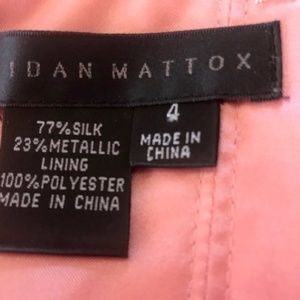 IDAN MATTOX
4
MADE IN
CHINA
77%SILK
23%METALLIC
LINING
100%POLYESTER
MADE IN CHINA